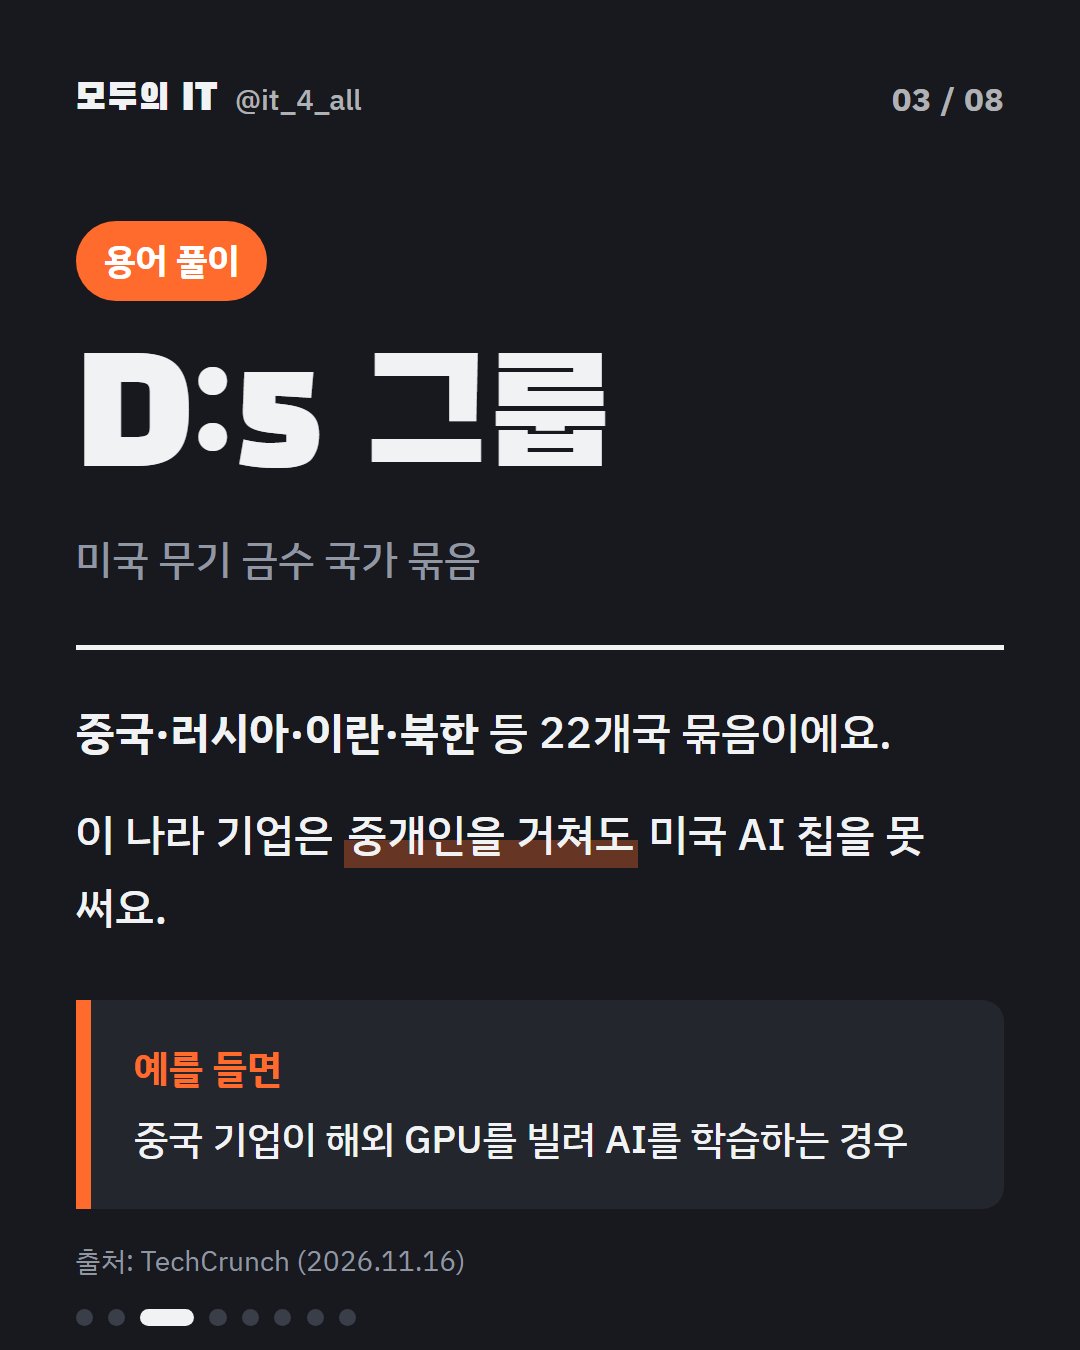 모두의 IT @it_4_all 03 / 08
용어 풀이
D:5 그룹
미국 무기 금수 국가 묶음
중국·러시아·이란·북한 등 22개국 묶음이에요.
이 나라 기업은 중개인을 거쳐도 미국 AI 칩을 못
써요.
예를 들면
중국 기업이 해외 GPU를 빌려 AI를 학습하는 경우
출처: TechCrunch (2026.11.16)